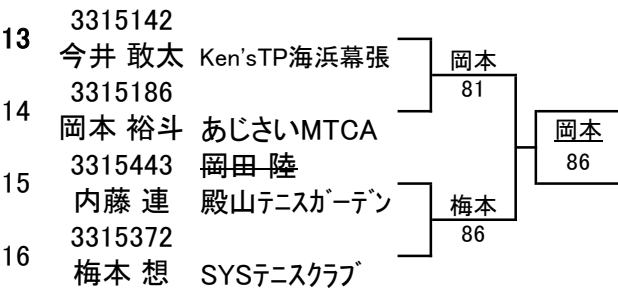 3315142
13
今井 敢太 Ken'sTP海浜幕張
岡本
81
3315186
14
岡本 裕斗 あじさいMTCA
岡本
86
3315443 岡田 陸
15
内藤 連 殿山テニスガーデン
梅本
86
3315372
16
梅本 想 SYSテニスクラブ